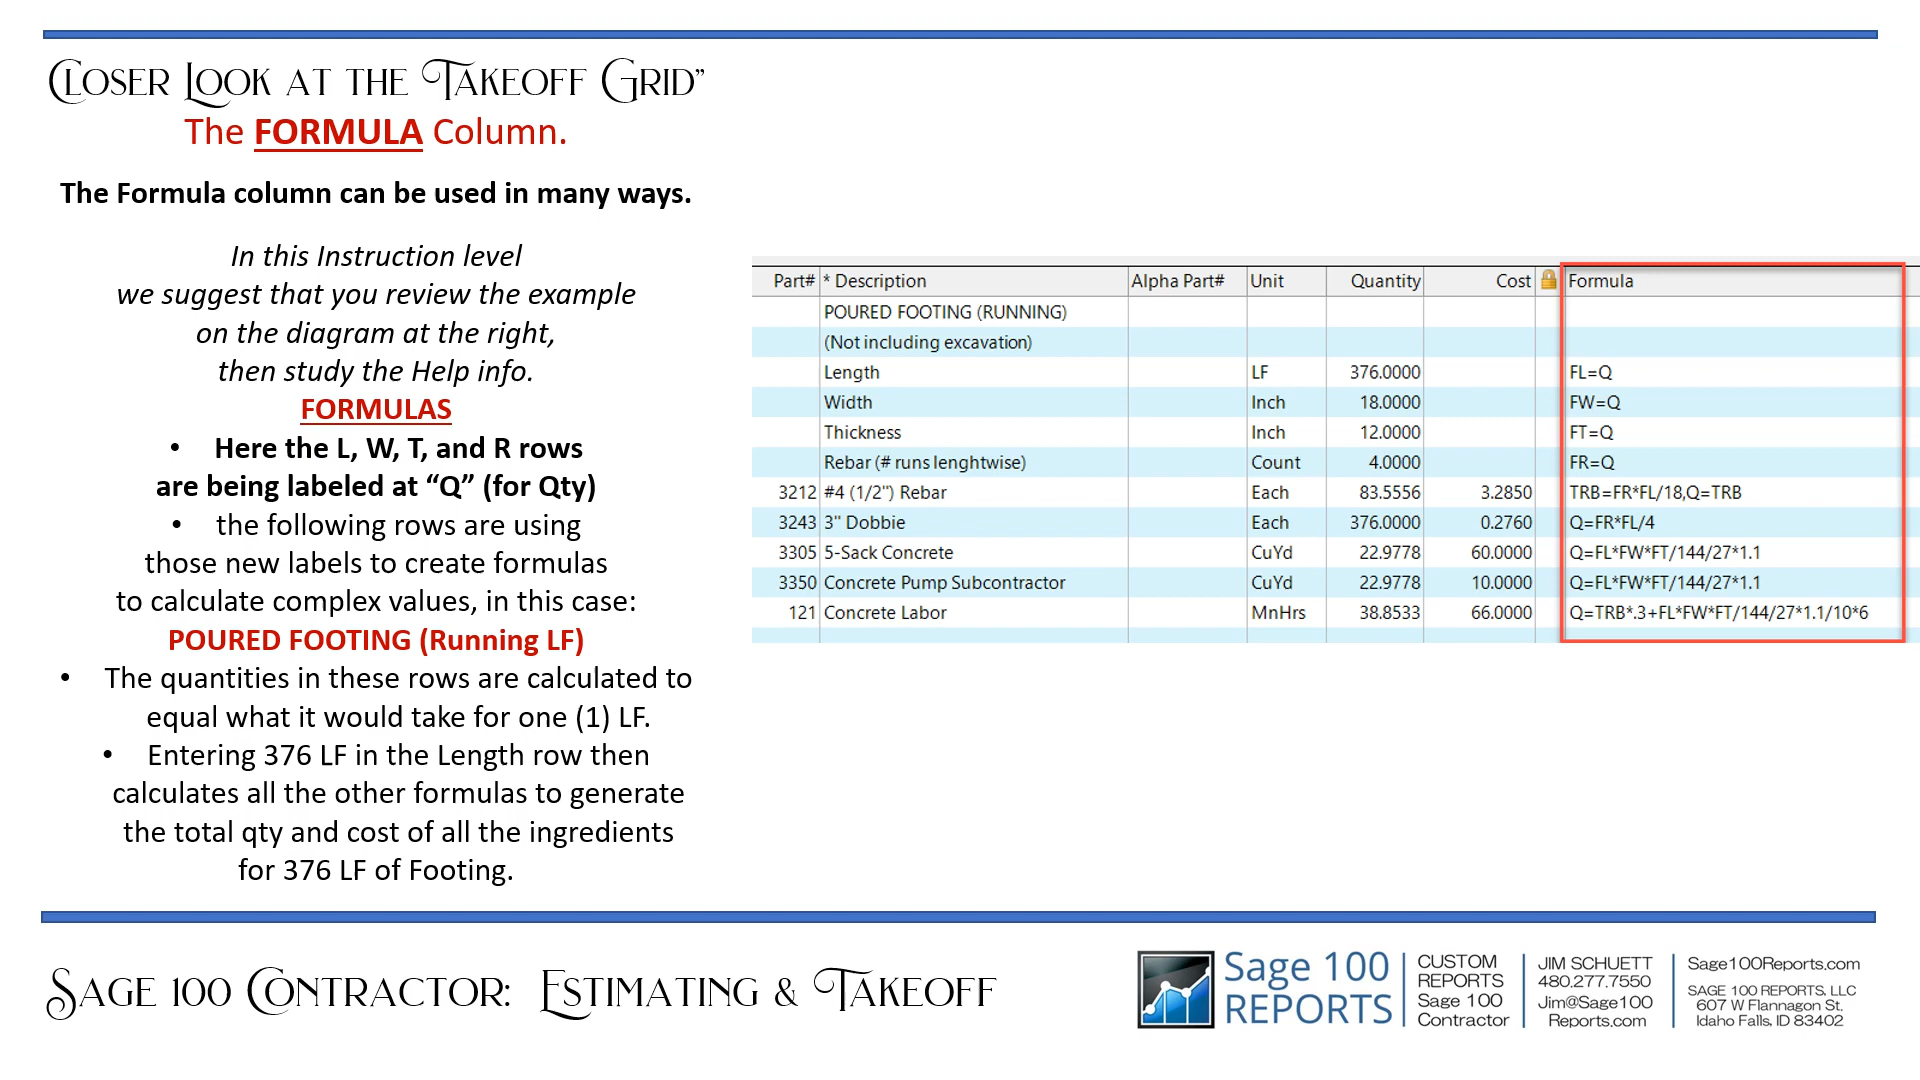 Closer Look at the Takeoff Grid”
The FORMULA Column.
The Formula column can be used in many ways.
In this Instruction level
we suggest that you review the example
on the diagram at the right,
then study the Help info.
FORMULAS
• Here the L, W, T, and R rows
are being labeled at “Q” (for Qty)
• the following rows are using
those new labels to create formulas
to calculate complex values, in this case:
POURED FOOTING (Running LF)
• The quantities in these rows are calculated to
equal what it would take for one (1) LF.
• Entering 376 LF in the Length row then
calculates all the other formulas to generate
the total qty and cost of all the ingredients
for 376 LF of Footing.
Part# * Description Alpha Part# Unit Quantity Cost Formula
POURED FOOTING (RUNNING)
(Not including excavation)
Length LF 376.0000 FL=Q
Width Inch 18.0000 FW=Q
Thickness Inch 12.0000 FT=Q
Rebar (# runs lenghtwise) Count 4.0000 FR=Q
3212 #4 (1/2") Rebar Each 83.5556 3.2850 TRB=FR*FL/18,Q=TRB
3243 3" Dobbie Each 376.0000 0.2760 Q=FR*FL/4
3305 5-Sack Concrete CuYd 22.9778 60.0000 Q=FL*FW*FT/144/27*1.1
3350 Concrete Pump Subcontractor CuYd 22.9778 10.0000 Q=FL*FW*FT/144/27*1.1
121 Concrete Labor MnHrs 38.8533 66.0000 Q=TRB*.3+FL*FW*FT/144/27*1.1/10*6
Sage 100 Contractor: Estimating & Takeoff
Sage 100
REPORTS
CUSTOM
REPORTS
Sage 100
Contractor
JIM SCHUETT
480.277.7550
Jim@Sage100
Reports.com
Sage100Reports.com
SAGE 100 REPORTS, LLC
607 W Flannagon St.
Idaho Falls, ID 83402